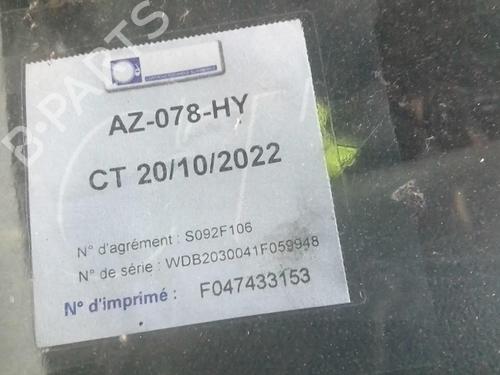 B-PARTS
AZ-078-HY
CT 20/10/2022
N° d'agrément : S092F106
N° de série : WDB2030041F059948
N° d'imprimé : F047433153